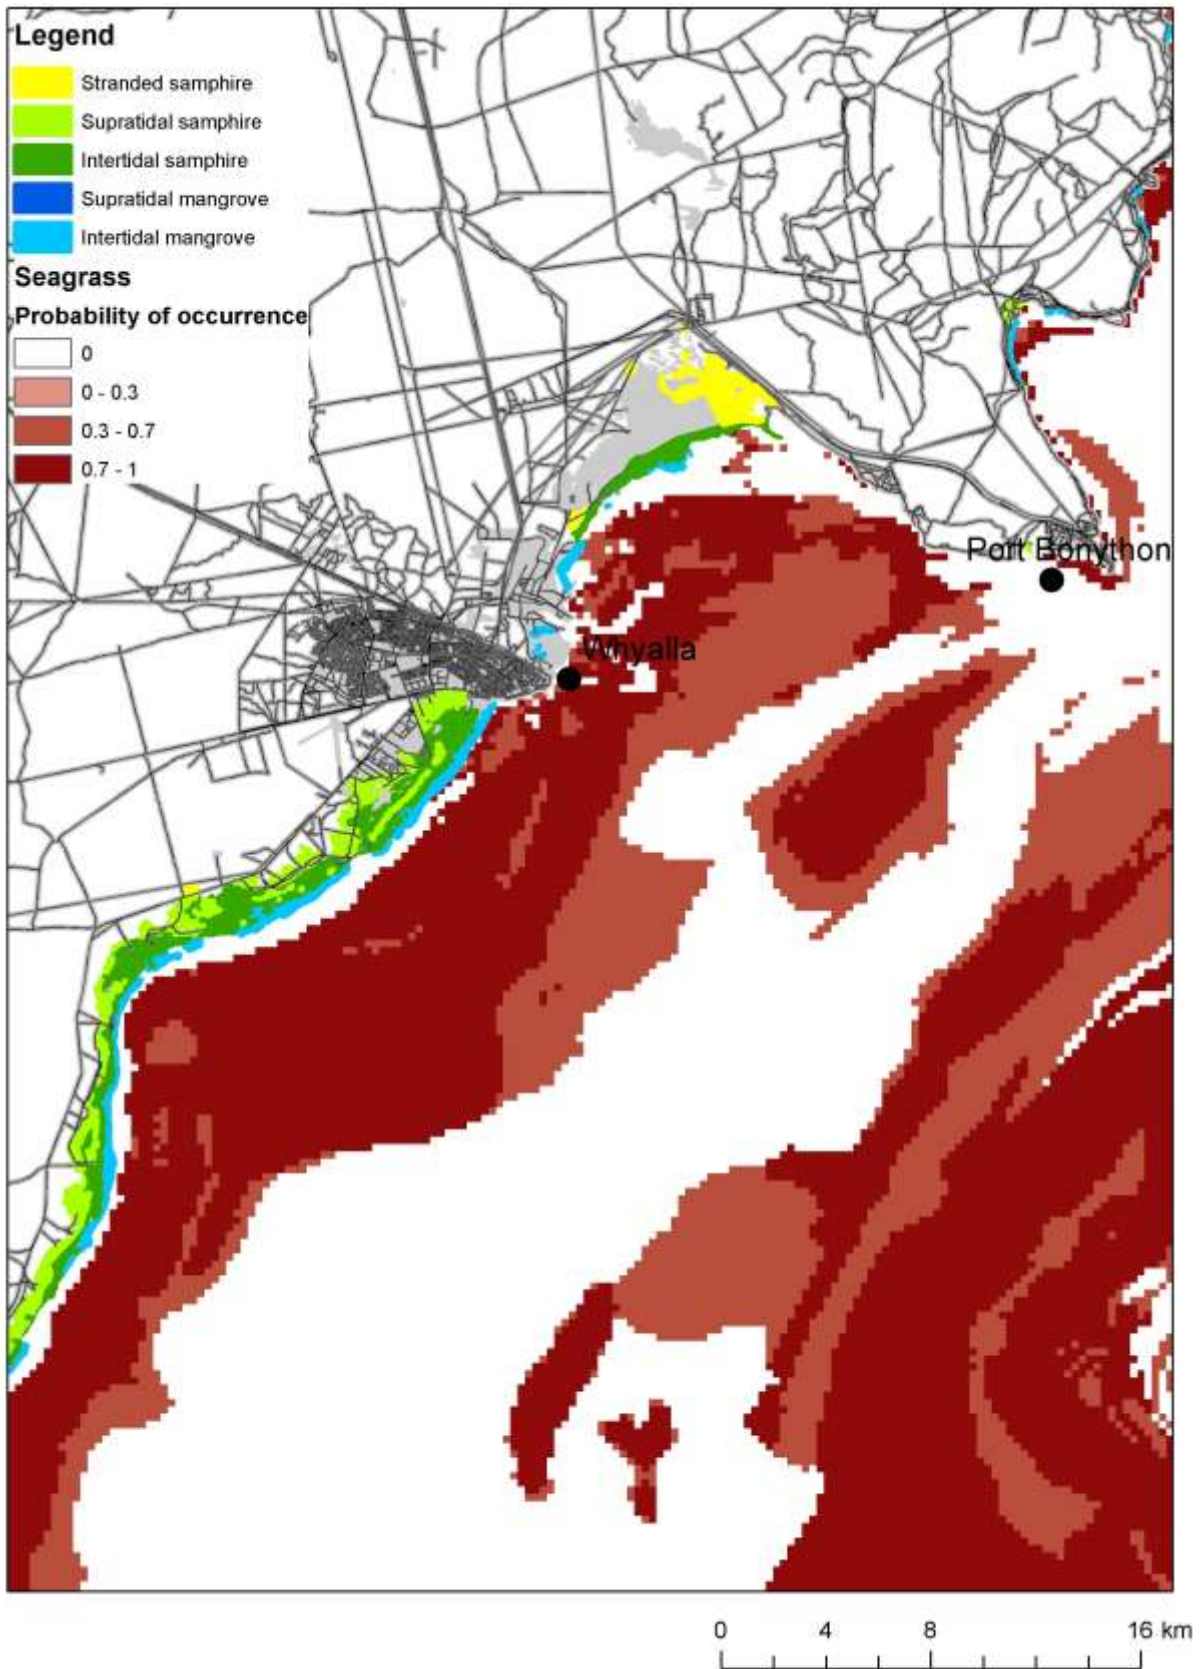 Legend
Stranded samphire
Supratidal samphire
Intertidal samphire
Supratidal mangrove
Intertidal mangrove
Seagrass
Probability of occurrence
0
0 - 0.3
0.3 - 0.7
0.7 - 1
Port Bonython
Whyalla
0 4 8 16 km